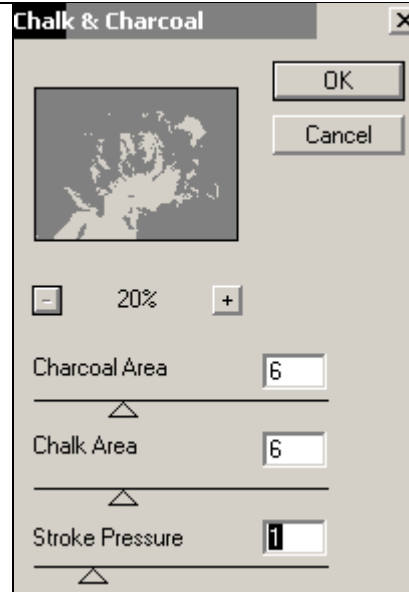 Chalk & Charcoal
OK
Cancel
- 20% +
Charcoal Area 6
Chalk Area 6
Stroke Pressure 1